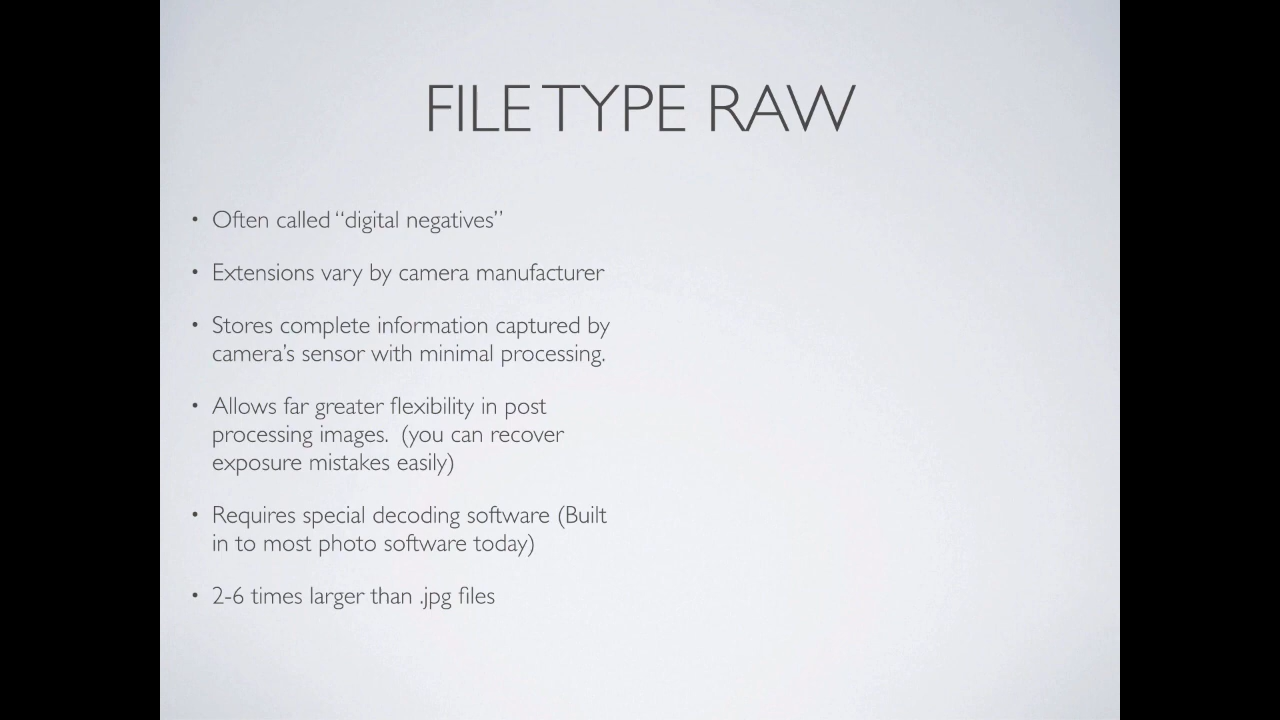 FILE TYPE RAW
• Often called “digital negatives”
• Extensions vary by camera manufacturer
• Stores complete information captured by
camera’s sensor with minimal processing.
• Allows far greater flexibility in post
processing images.  (you can recover
exposure mistakes easily)
• Requires special decoding software (Built
in to most photo software today)
• 2-6 times larger than .jpg files